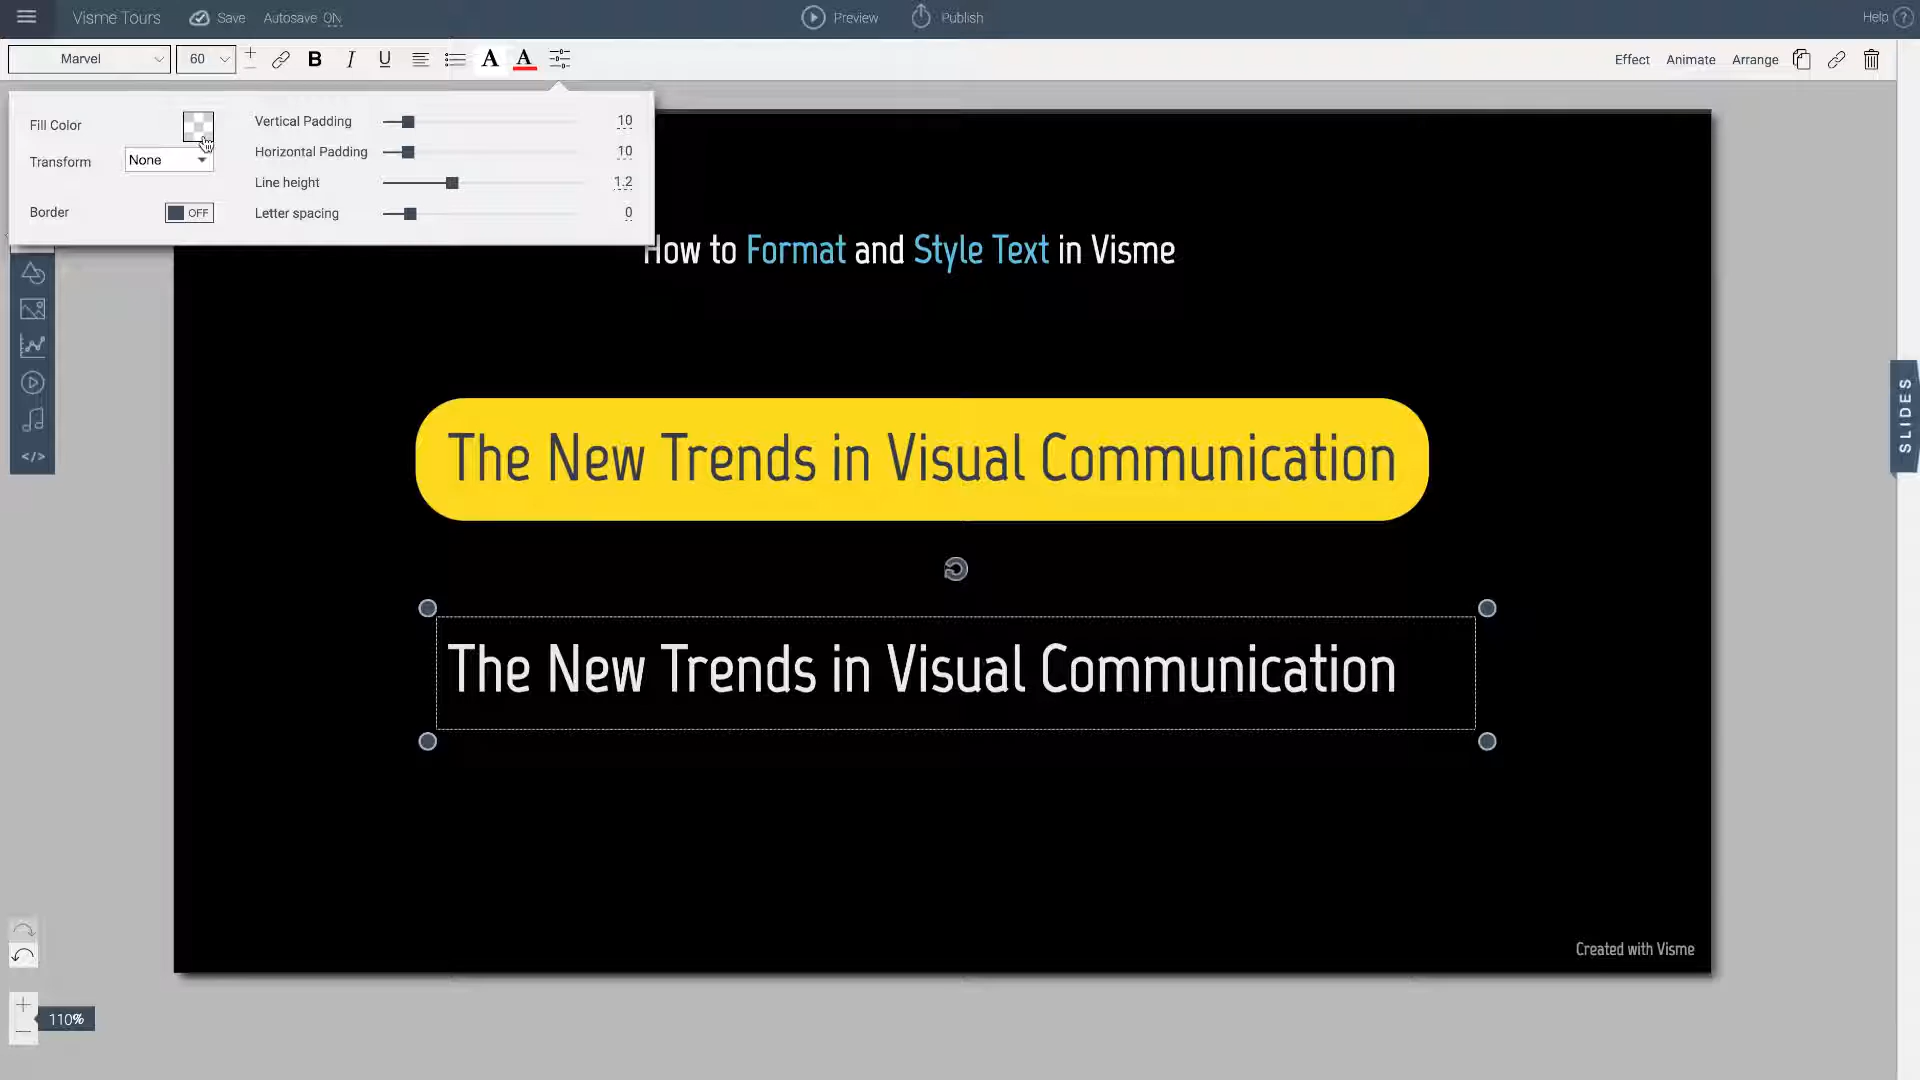 Visme Tours Save Autosave ON Preview Publish Help ?
Marvel 60 B I U A A Effect Animate Arrange
Fill Color
Transform None
Border OFF
Vertical Padding 10
Horizontal Padding 10
Line height 1.2
Letter spacing 0
How to Format and Style Text in Visme
The New Trends in Visual Communication
The New Trends in Visual Communication
SLIDES
</>
Created with Visme
110%